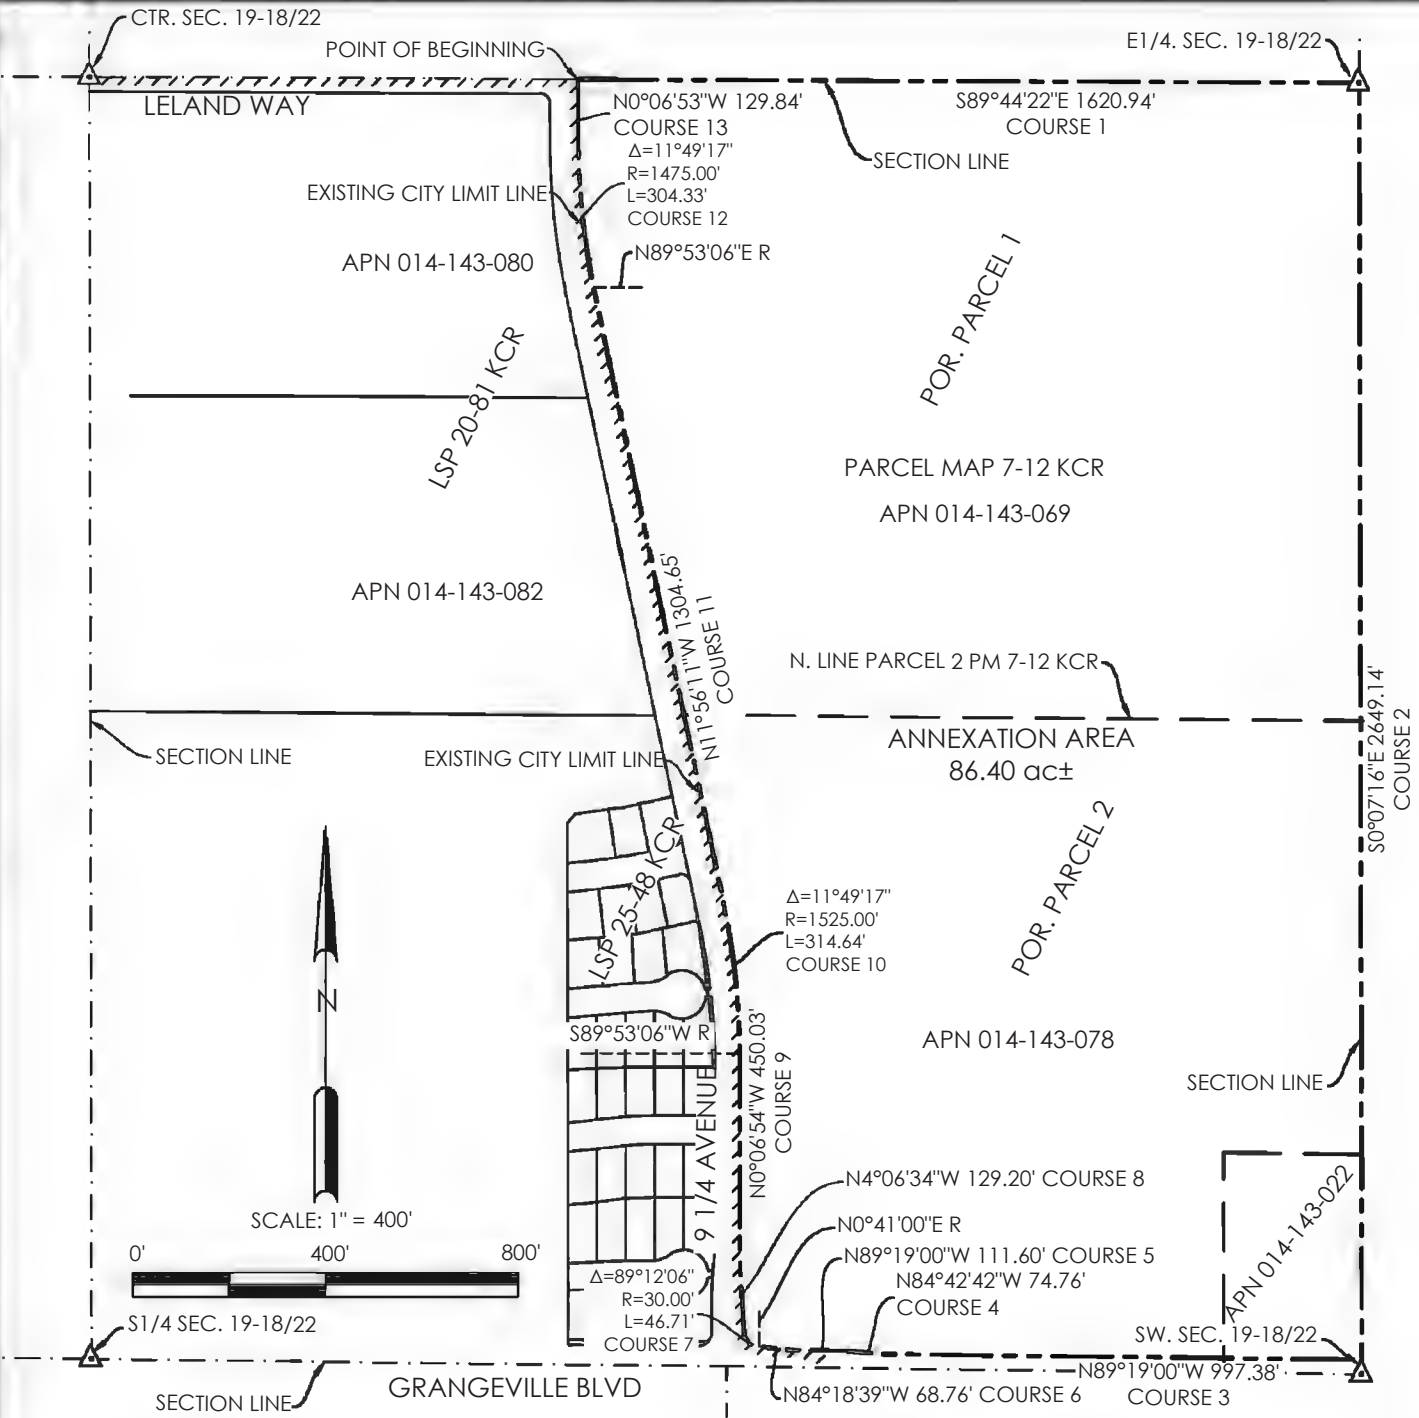 CTR. SEC. 19-18/22
POINT OF BEGINNING
E1/4. SEC. 19-18/22
LELAND WAY
N0°06'53"W 129.84'
COURSE 13
S89°44'22"E 1620.94'
COURSE 1
Δ=11°49'17"
R=1475.00'
L=304.33'
COURSE 12
SECTION LINE
EXISTING CITY LIMIT LINE
N89°53'06"E R
APN 014-143-080
POR. PARCEL 1
LSP 20-81 KCR
PARCEL MAP 7-12 KCR
APN 014-143-069
APN 014-143-082
N11°56'11"W 1304.65'
COURSE 11
N. LINE PARCEL 2 PM 7-12 KCR
S0°07'16"E 2649.14'
COURSE 2
SECTION LINE
EXISTING CITY LIMIT LINE
ANNEXATION AREA
86.40 ac±
LSP 25-48 KCR
POR. PARCEL 2
Δ=11°49'17"
R=1525.00'
L=314.64'
COURSE 10
N
S89°53'06"W R
APN 014-143-078
N0°06'54"W 450.03'
COURSE 9
SECTION LINE
9 1/4 AVENUE
N4°06'34"W 129.20' COURSE 8
APN 014-143-022
SCALE: 1" = 400'
N0°41'00"E R
0' 400' 800'
N89°19'00"W 111.60' COURSE 5
Δ=89°12'06"
R=30.00'
L=46.71'
COURSE 7
N84°42'42"W 74.76'
COURSE 4
S1/4 SEC. 19-18/22
SW. SEC. 19-18/22
SECTION LINE
GRANGEVILLE BLVD
N84°18'39"W 68.76' COURSE 6
N89°19'00"W 997.38'
COURSE 3